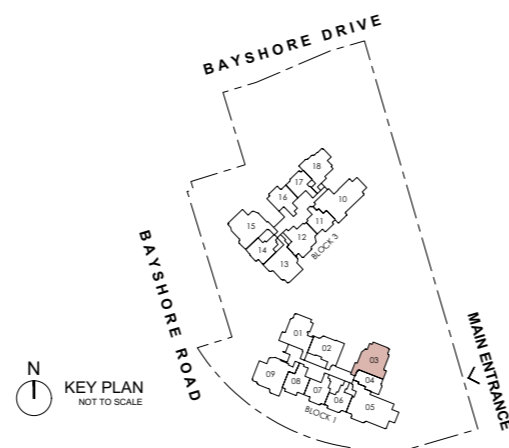 BAYSHORE DRIVE
18
17
16
10
15
11
12
14
13
BLOCK 3
BAYSHORE ROAD
01
02
03
04
09
08
07
06
05
BLOCK 1
MAIN ENTRANCE
N
KEY PLAN
NOT TO SCALE